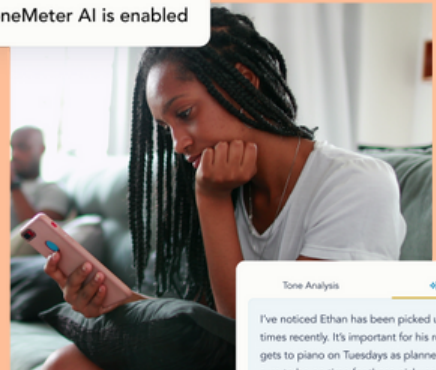 neMeter AI is enabled
Tone Analysis
I've noticed Ethan has been picked u
times recently. It's important for his r
gets to piano on Tuesdays as planne